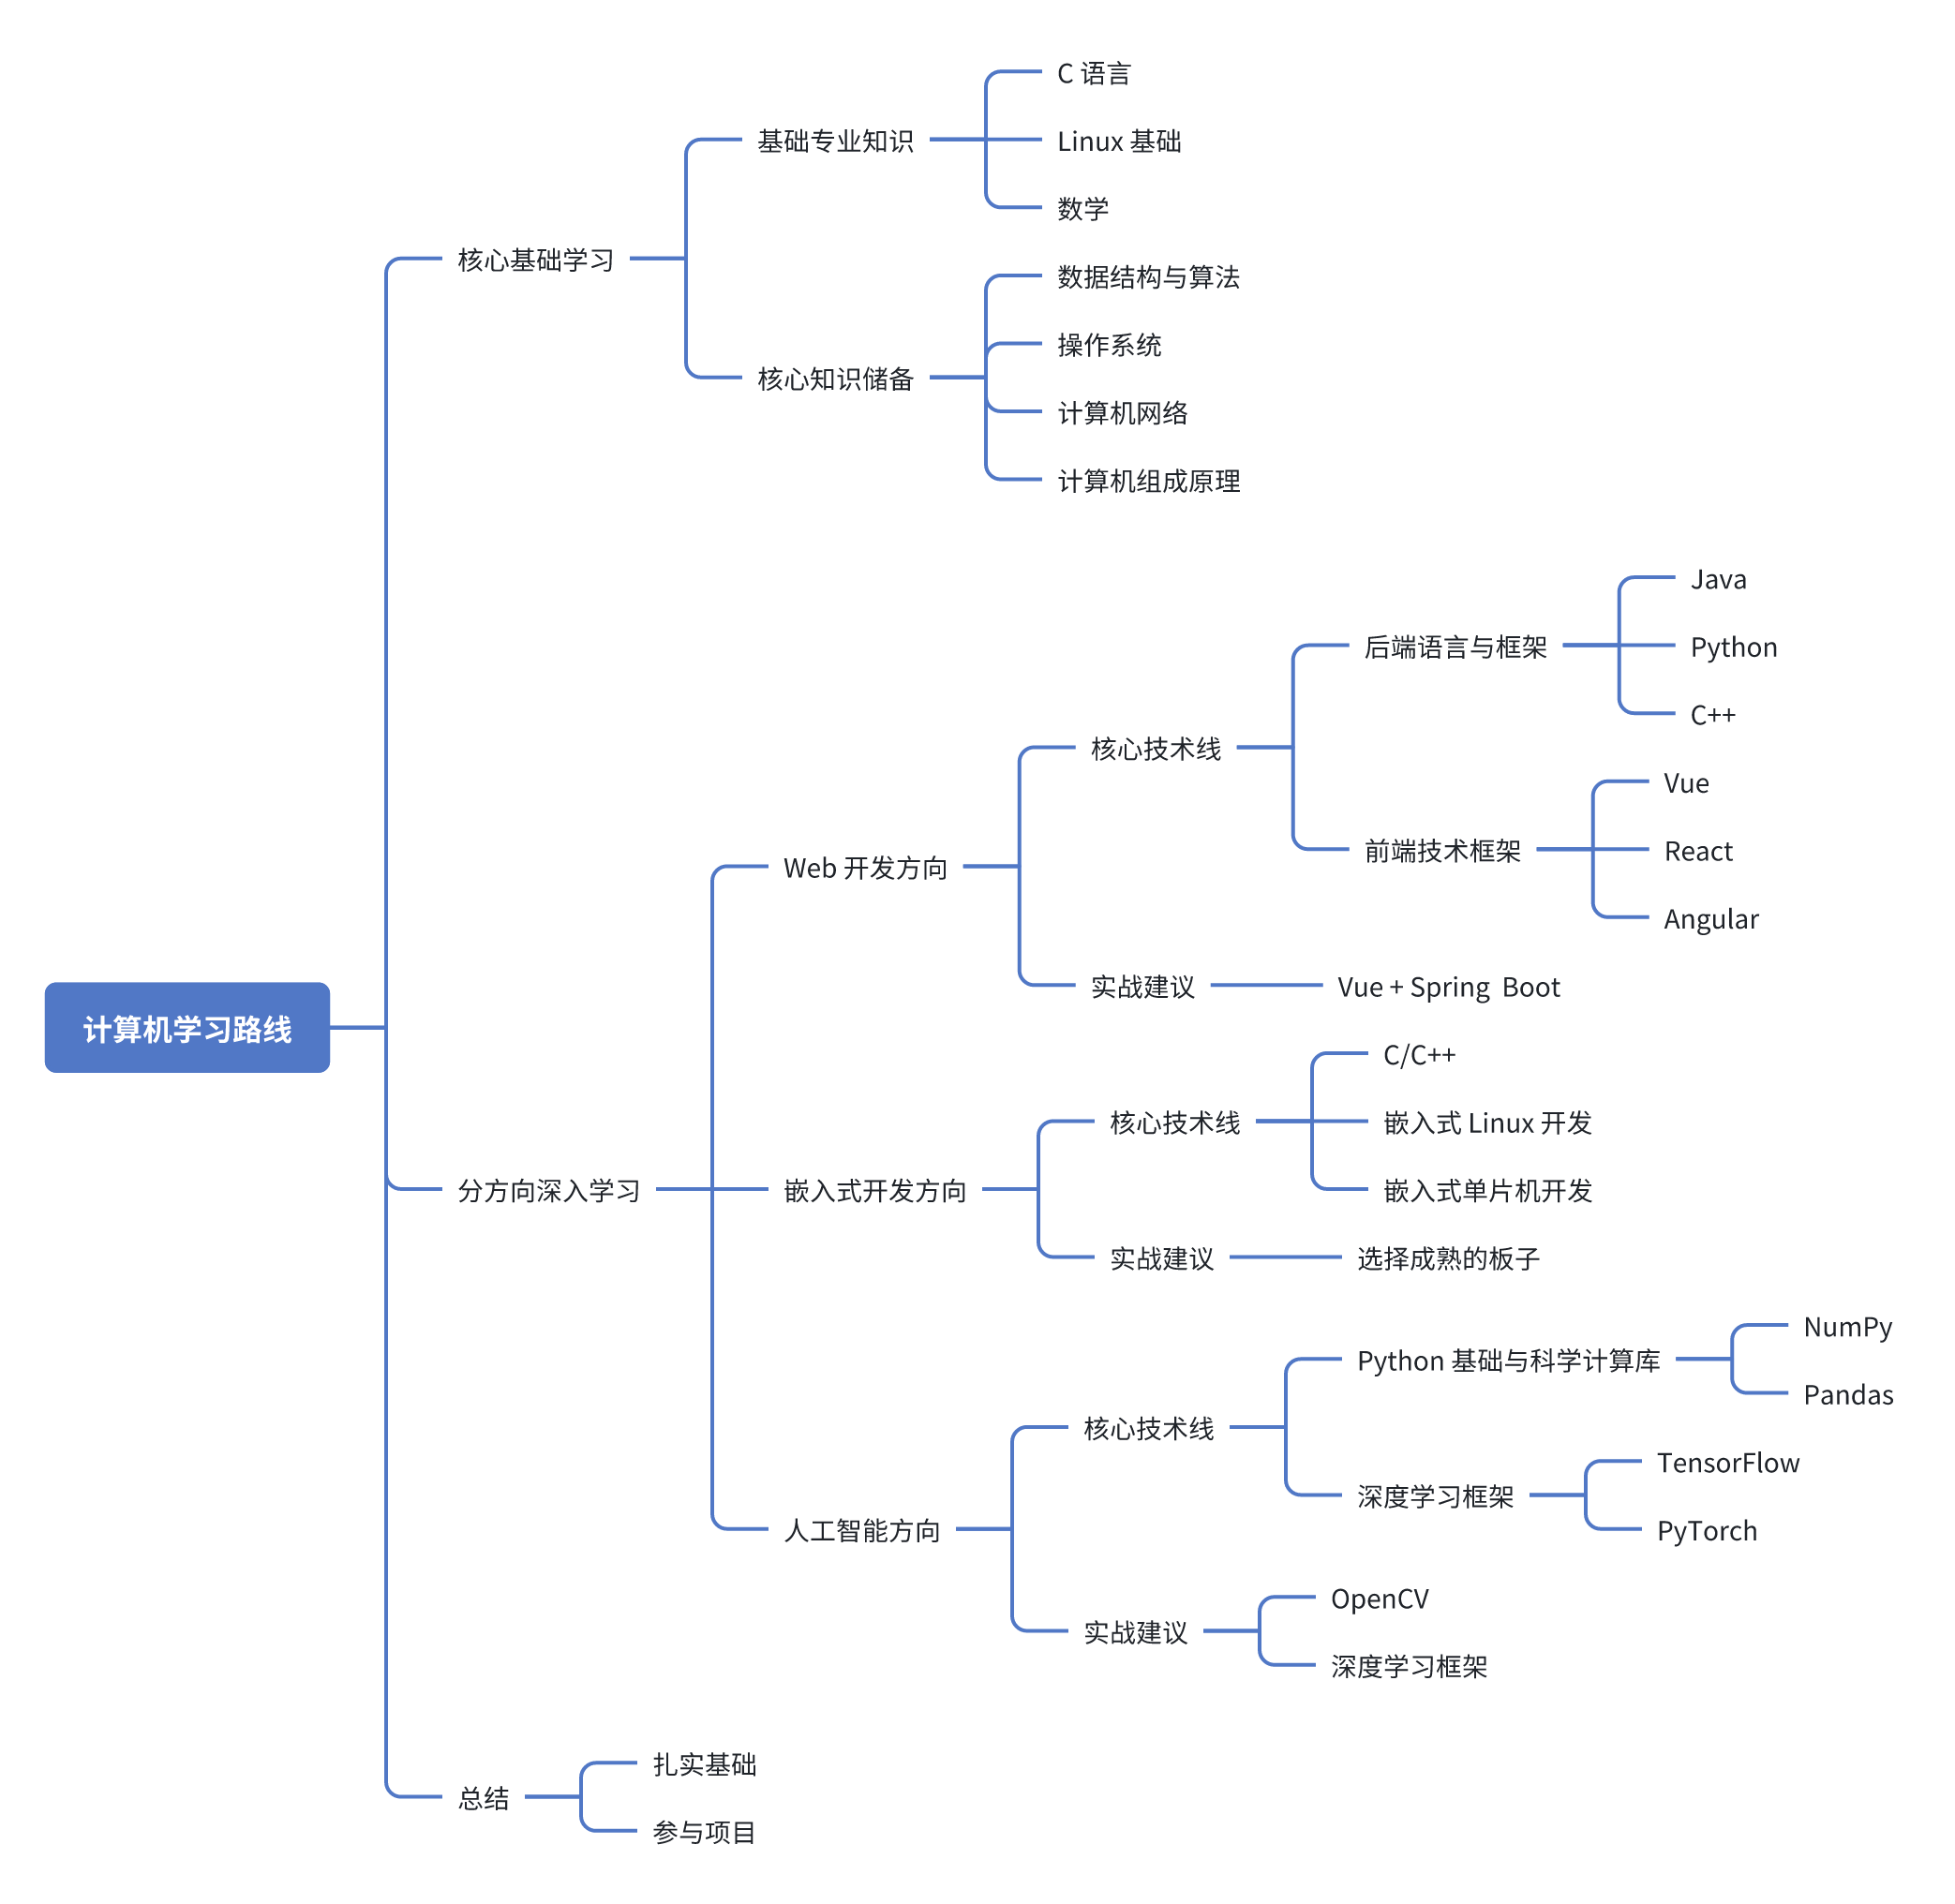 计算机学习路线
核心基础学习
基础专业知识
C 语言
Linux 基础
数学
核心知识储备
数据结构与算法
操作系统
计算机网络
计算机组成原理
分方向深入学习
Web 开发方向
核心技术线
后端语言与框架
Java
Python
C++
前端技术框架
Vue
React
Angular
实战建议
Vue + Spring Boot
嵌入式开发方向
核心技术线
C/C++
嵌入式 Linux 开发
嵌入式单片机开发
实战建议
选择成熟的板子
人工智能方向
核心技术线
Python 基础与科学计算库
NumPy
Pandas
深度学习框架
TensorFlow
PyTorch
实战建议
OpenCV
深度学习框架
总结
扎实基础
参与项目